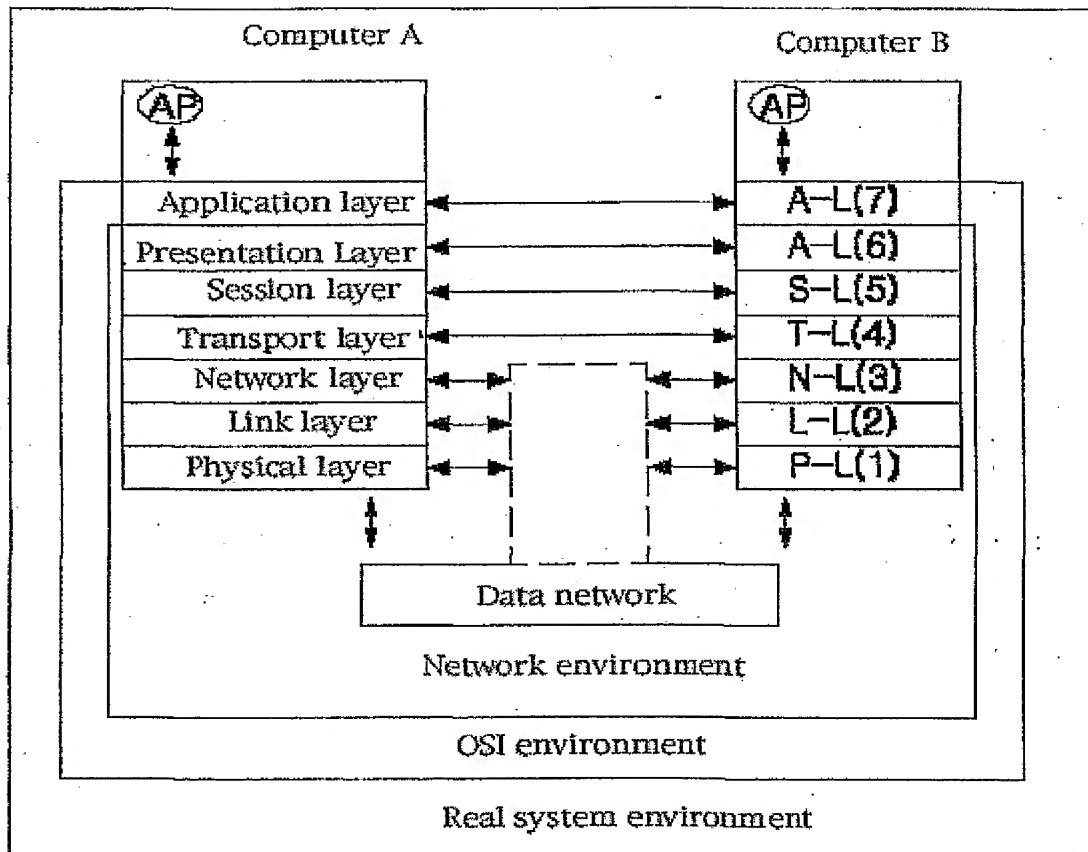 Computer A
Computer B
AP
AP
Application layer
A-L(7)
Presentation Layer
A-L(6)
Session layer
S-L(5)
Transport layer
T-L(4)
Network layer
N-L(3)
Link layer
L-L(2)
Physical layer
P-L(1)
Data network
Network environment
OSI environment
Real system environment